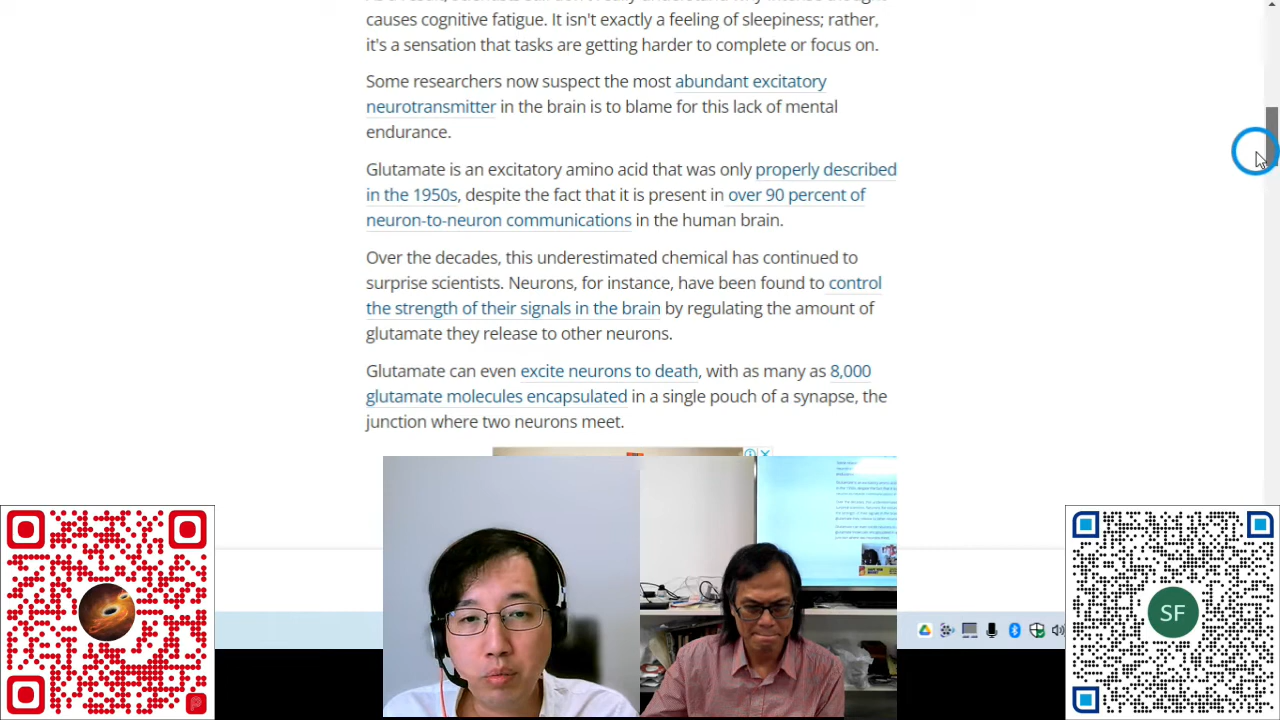 causes cognitive fatigue. It isn't exactly a feeling of sleepiness; rather,
it's a sensation that tasks are getting harder to complete or focus on.
Some researchers now suspect the most abundant excitatory
neurotransmitter in the brain is to blame for this lack of mental
endurance.
Glutamate is an excitatory amino acid that was only properly described
in the 1950s, despite the fact that it is present in over 90 percent of
neuron-to-neuron communications in the human brain.
Over the decades, this underestimated chemical has continued to
surprise scientists. Neurons, for instance, have been found to control
the strength of their signals in the brain by regulating the amount of
glutamate they release to other neurons.
Glutamate can even excite neurons to death, with as many as 8,000
glutamate molecules encapsulated in a single pouch of a synapse, the
junction where two neurons meet.
SF